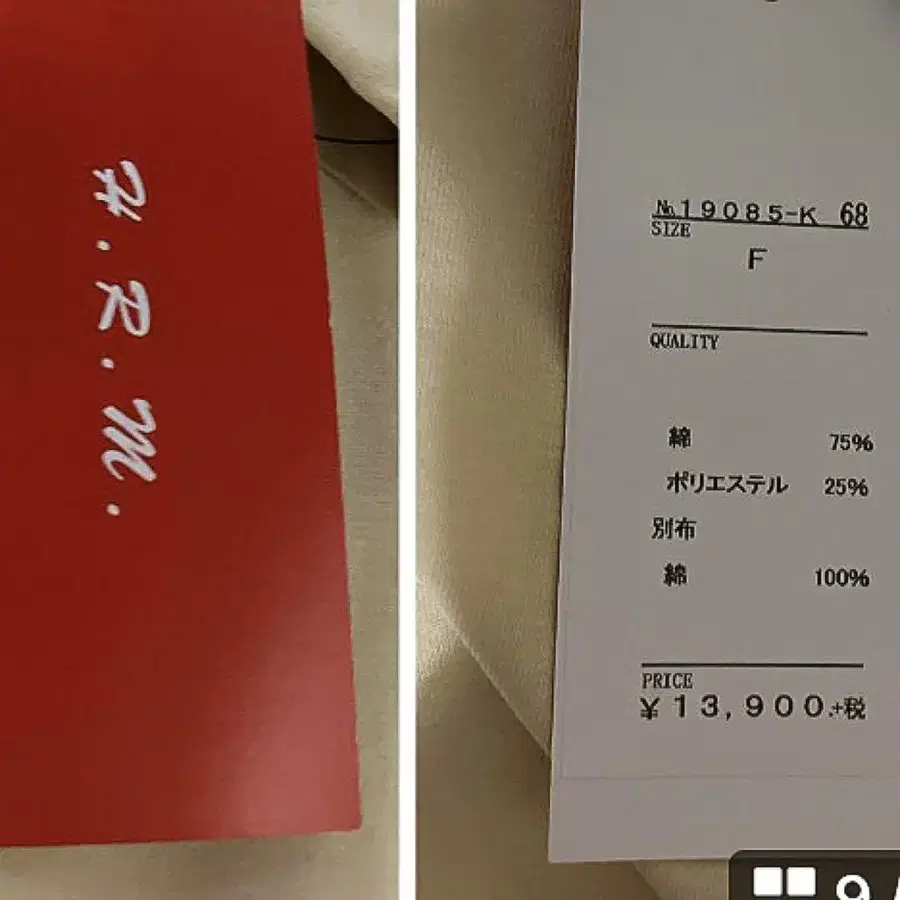 H.R.M.
№19085-K 68
SIZE
F
QUALITY
綿 75%
ポリエステル 25%
別布
綿 100%
PRICE
¥13,900.+税
9